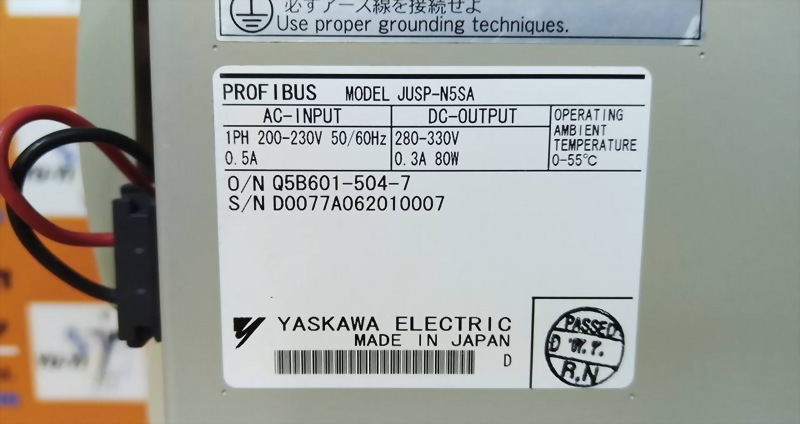 必ずアース線を接続せよ
Use proper grounding techniques.
PROFIBUS MODEL JUSP-N5SA
AC-INPUT DC-OUTPUT OPERATING AMBIENT TEMPERATURE 0-55℃
1PH 200-230V 50/60Hz 280-330V
0.5A 0.3A 80W
O/N Q5B601-504-7
S/N D0077A062010007
YASKAWA ELECTRIC
MADE IN JAPAN
D
PASSED
R.N